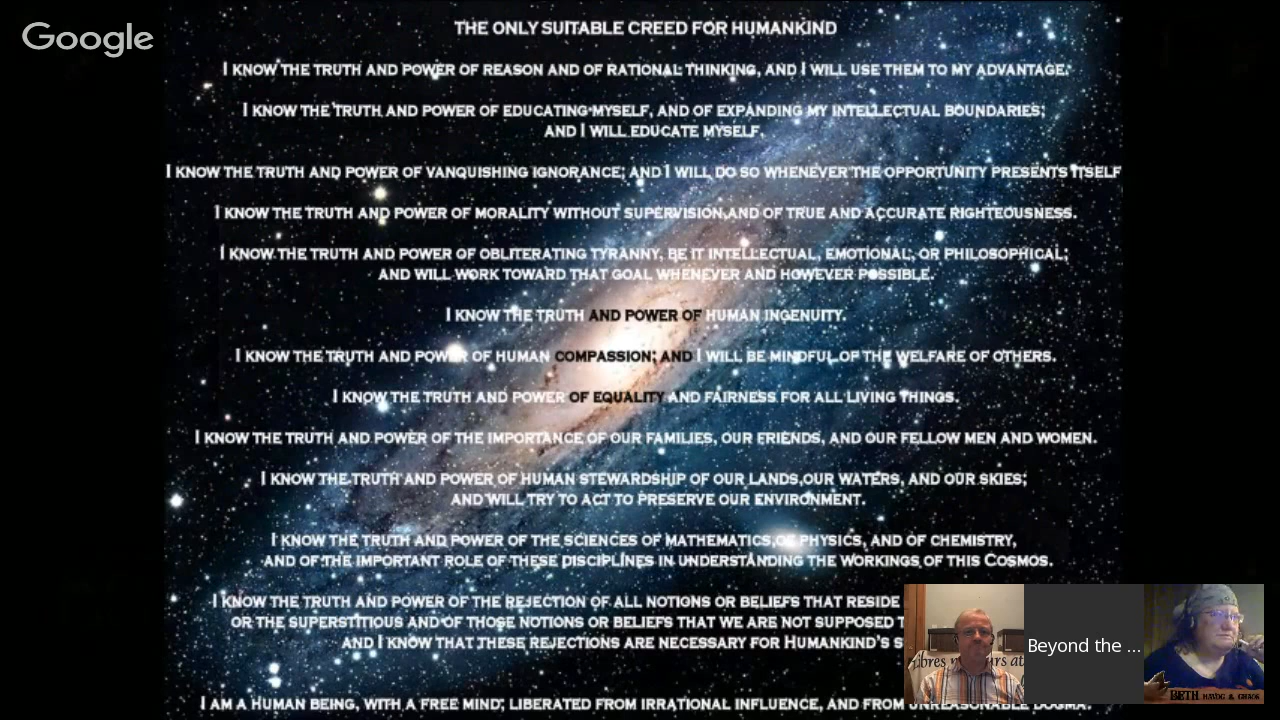 Google
THE ONLY SUITABLE CREED FOR HUMANKIND
I KNOW THE TRUTH AND POWER OF REASON AND OF RATIONAL THINKING, AND I WILL USE THEM TO MY ADVANTAGE.
I KNOW THE TRUTH AND POWER OF EDUCATING MYSELF, AND OF EXPANDING MY INTELLECTUAL BOUNDARIES;
AND I WILL EDUCATE MYSELF.
I KNOW THE TRUTH AND POWER OF VANQUISHING IGNORANCE; AND I WILL DO SO WHENEVER THE OPPORTUNITY PRESENTS ITSELF
I KNOW THE TRUTH AND POWER OF MORALITY WITHOUT SUPERVISION,AND OF TRUE AND ACCURATE RIGHTEOUSNESS.
I KNOW THE TRUTH AND POWER OF OBLITERATING TYRANNY, BE IT INTELLECTUAL, EMOTIONAL, OR PHILOSOPHICAL;
AND WILL WORK TOWARD THAT GOAL WHENEVER AND HOWEVER POSSIBLE.
I KNOW THE TRUTH AND POWER OF HUMAN INGENUITY.
I KNOW THE TRUTH AND POWER OF HUMAN COMPASSION; AND I WILL BE MINDFUL OF THE WELFARE OF OTHERS.
I KNOW THE TRUTH AND POWER OF EQUALITY AND FAIRNESS FOR ALL LIVING THINGS.
I KNOW THE TRUTH AND POWER OF THE IMPORTANCE OF OUR FAMILIES, OUR FRIENDS, AND OUR FELLOW MEN AND WOMEN.
I KNOW THE TRUTH AND POWER OF HUMAN STEWARDSHIP OF OUR LANDS,OUR WATERS, AND OUR SKIES;
AND WILL TRY TO ACT TO PRESERVE OUR ENVIRONMENT.
I KNOW THE TRUTH AND POWER OF THE SCIENCES OF MATHEMATICS,OF PHYSICS, AND OF CHEMISTRY,
AND OF THE IMPORTANT ROLE OF THESE DISCIPLINES IN UNDERSTANDING THE WORKINGS OF THIS COSMOS.
I KNOW THE TRUTH AND POWER OF THE REJECTION OF ALL NOTIONS OR BELIEFS THAT RESIDE
OR THE SUPERSTITIOUS AND OF THOSE NOTIONS OR BELIEFS THAT WE ARE NOT SUPPOSED
AND I KNOW THAT THESE REJECTIONS ARE NECESSARY FOR HUMANKIND'S
I AM A HUMAN BEING, WITH A FREE MIND; LIBERATED FROM IRRATIONAL INFLUENCE, AND FROM UNREASONABLE DOGMA.
Beyond the ...
BETH HAVOC & CHAOS